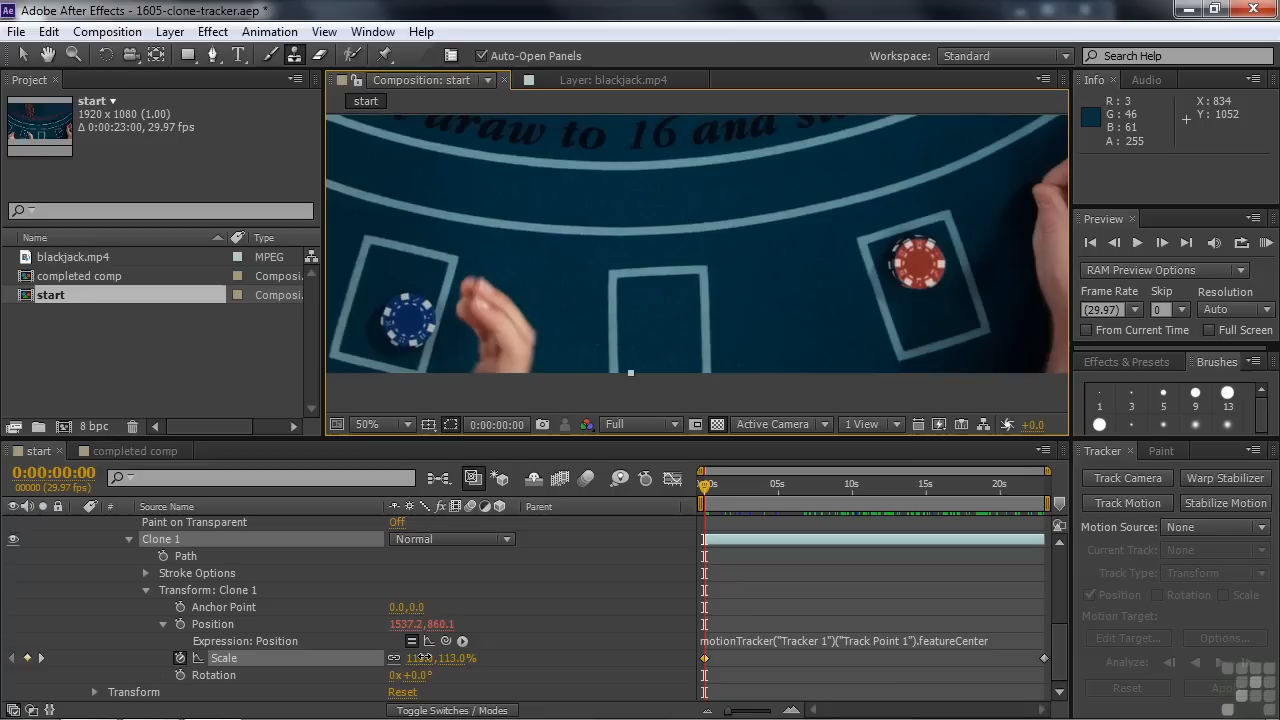 Adobe After Effects - 1605-clone-tracker.aep *
File Edit Composition Layer Effect Animation View Window Help
Auto-Open Panels
Workspace: Standard
Search Help
Project
Composition: start
Layer: blackjack.mp4
Info
Audio
start
1920 x 1080 (1.00)
Δ 0:00:23:00, 29.97 fps
start
draw to 16 and
R : 3
G : 46
B : 61
A : 255
X : 834
Y : 1052
Preview
Name Type
blackjack.mp4 MPEG
completed comp Composi
start Composi
RAM Preview Options
Frame Rate Skip Resolution
(29.97) 0 Auto
From Current Time Full Screen
Effects & Presets Brushes
1 3 5 9 13
8 bpc
50% 0:00:00:00 Full Active Camera 1 View +0.0
start
completed comp
0:00:00:00
00000 (29.97 fps)
05s 10s 15s 20s
# Source Name Parent
Paint on Transparent Off
Clone 1 Normal
Path
Stroke Options
Transform: Clone 1
Anchor Point 0.0,0.0
Position 1537.2,860.1
Expression: Position motionTracker("Tracker 1")("Track Point 1").featureCenter
Scale 113.0%
Rotation 0x+0.0°
Transform Reset
Toggle Switches / Modes
Tracker Paint
Track Camera Warp Stabilizer
Track Motion Stabilize Motion
Motion Source: None
Current Track: None
Track Type: Transform
Position Rotation Scale
Motion Target:
Edit Target... Options...
Analyze:
Reset